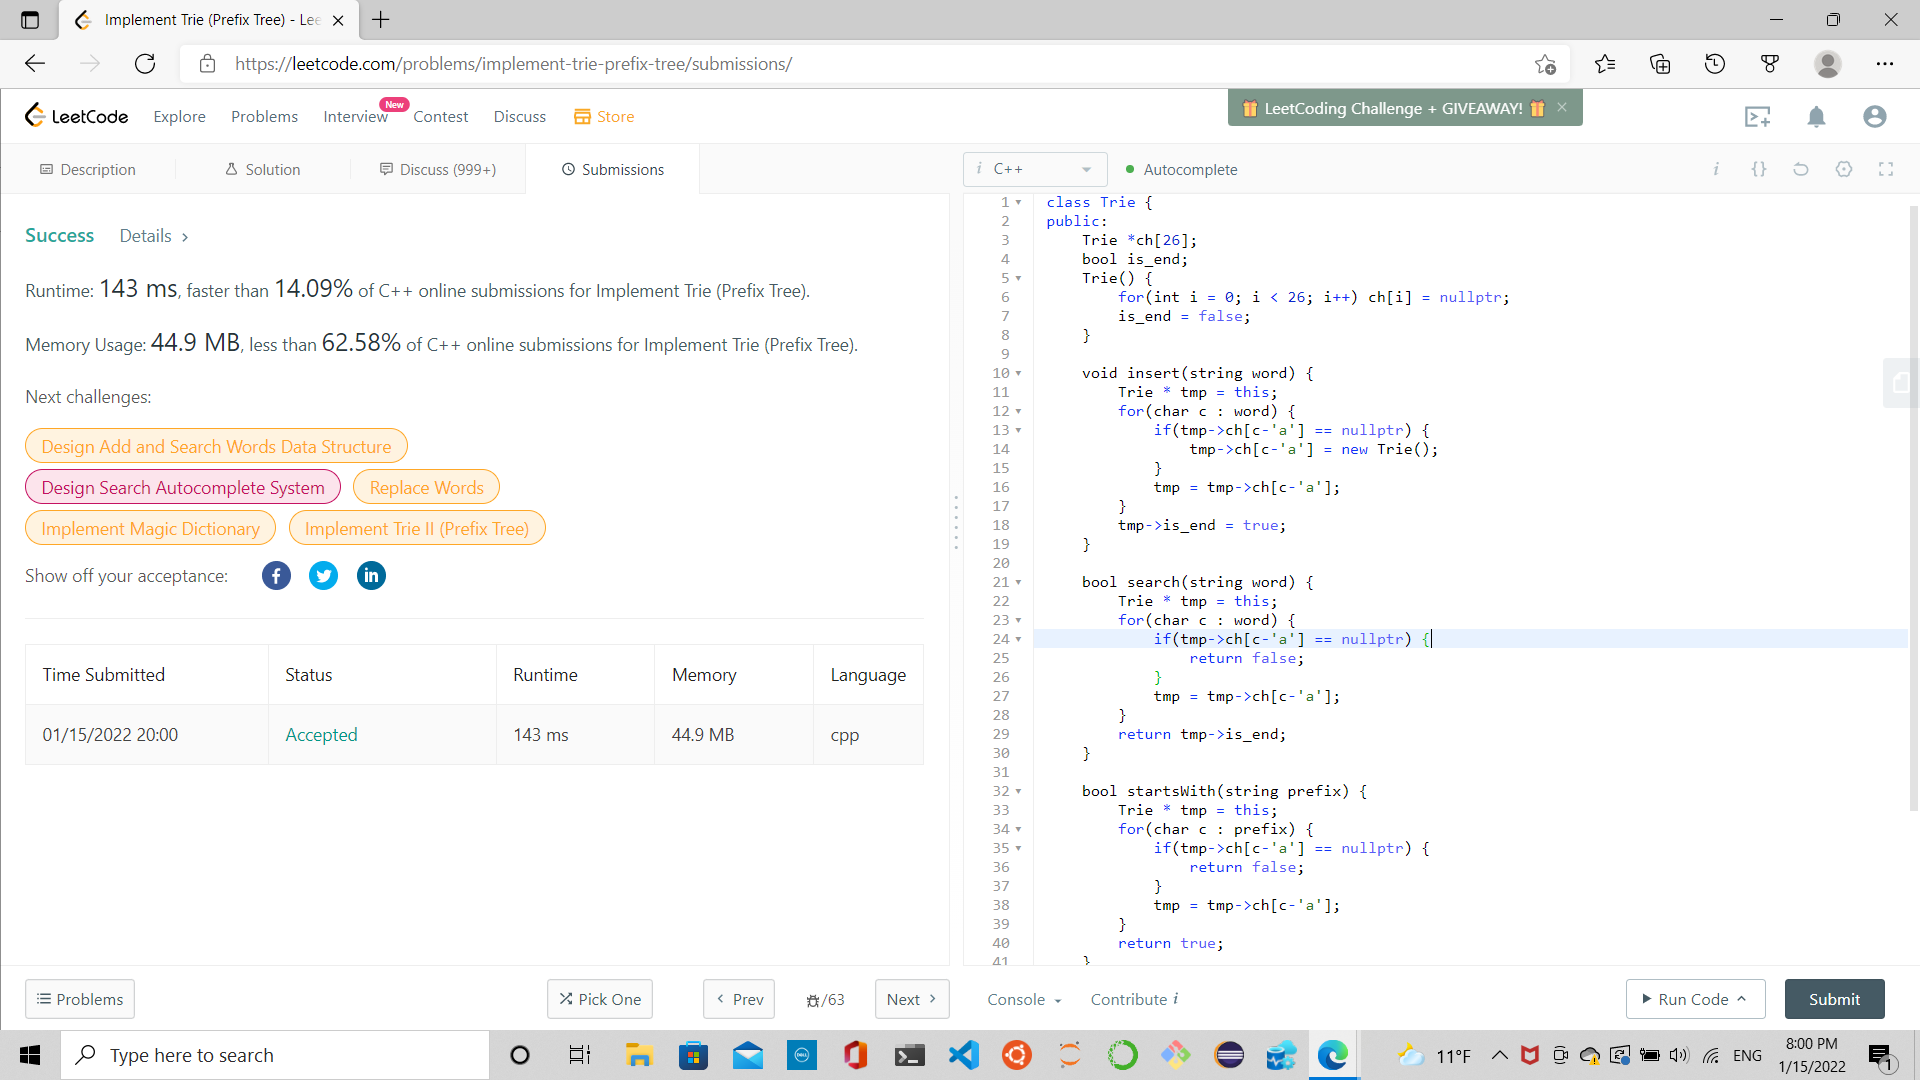 Implement Trie (Prefix Tree) - Lee
https://leetcode.com/problems/implement-trie-prefix-tree/submissions/
LeetCode
Explore
Problems
Interview
New
Contest
Discuss
Store
LeetCoding Challenge + GIVEAWAY!
Description
Solution
Discuss (999+)
Submissions
i C++
Autocomplete
i {}
Success
Details >
Runtime: 143 ms, faster than 14.09% of C++ online submissions for Implement Trie (Prefix Tree).
Memory Usage: 44.9 MB, less than 62.58% of C++ online submissions for Implement Trie (Prefix Tree).
Next challenges:
Design Add and Search Words Data Structure
Design Search Autocomplete System
Replace Words
Implement Magic Dictionary
Implement Trie II (Prefix Tree)
Show off your acceptance:
Time Submitted Status Runtime Memory Language
01/15/2022 20:00 Accepted 143 ms 44.9 MB cpp
1 class Trie {
2 public:
3 Trie *ch[26];
4 bool is_end;
5 Trie() {
6 for(int i = 0; i < 26; i++) ch[i] = nullptr;
7 is_end = false;
8 }
9
10 void insert(string word) {
11 Trie * tmp = this;
12 for(char c : word) {
13 if(tmp->ch[c-'a'] == nullptr) {
14 tmp->ch[c-'a'] = new Trie();
15 }
16 tmp = tmp->ch[c-'a'];
17 }
18 tmp->is_end = true;
19 }
20
21 bool search(string word) {
22 Trie * tmp = this;
23 for(char c : word) {
24 if(tmp->ch[c-'a'] == nullptr) {
25 return false;
26 }
27 tmp = tmp->ch[c-'a'];
28 }
29 return tmp->is_end;
30 }
31
32 bool startsWith(string prefix) {
33 Trie * tmp = this;
34 for(char c : prefix) {
35 if(tmp->ch[c-'a'] == nullptr) {
36 return false;
37 }
38 tmp = tmp->ch[c-'a'];
39 }
40 return true;
41 }
Problems
Pick One
< Prev
/63
Next >
Console
Contribute i
Run Code
Submit
Type here to search
DELL
11°F
ENG
8:00 PM
1/15/2022
1